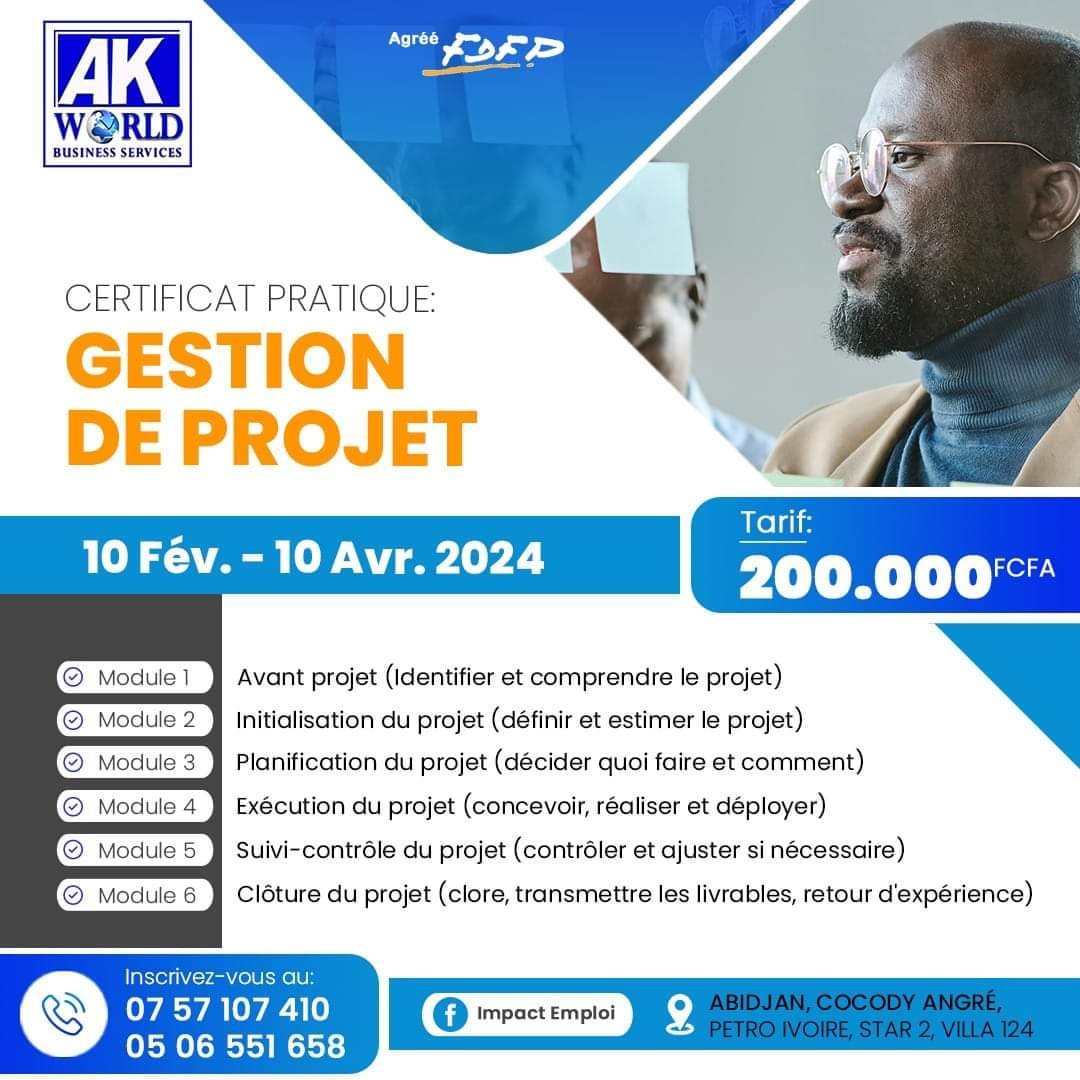 AK
WORLD
BUSINESS SERVICES
Agréé FDFP
CERTIFICAT PRATIQUE:
GESTION
DE PROJET
10 Fév. - 10 Avr. 2024
Tarif:
200.000 FCFA
Module 1 Avant projet (Identifier et comprendre le projet)
Module 2 Initialisation du projet (définir et estimer le projet)
Module 3 Planification du projet (décider quoi faire et comment)
Module 4 Exécution du projet (concevoir, réaliser et déployer)
Module 5 Suivi-contrôle du projet (contrôler et ajuster si nécessaire)
Module 6 Clôture du projet (clore, transmettre les livrables, retour d'expérience)
Inscrivez-vous au:
07 57 107 410
05 06 551 658
f Impact Emploi
ABIDJAN, COCODY ANGRÉ,
PETRO IVOIRE, STAR 2, VILLA 124